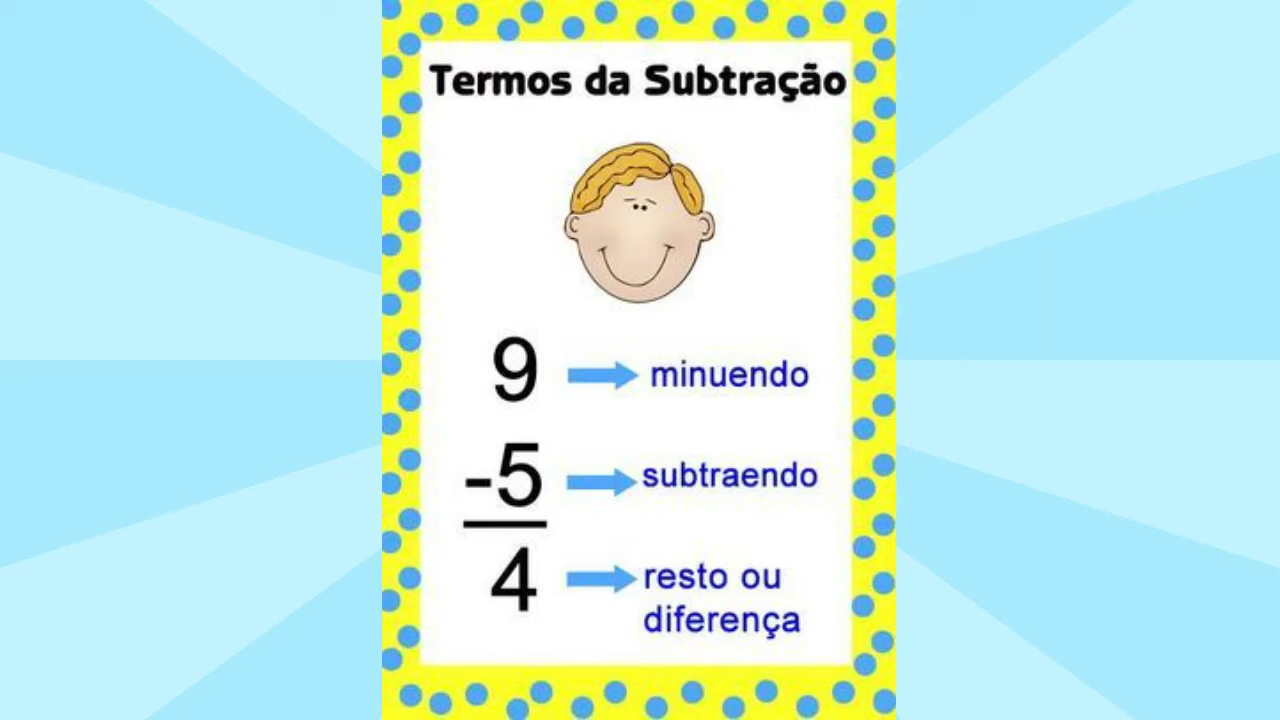 Termos da Subtração
9 minuendo
-5 subtraendo
4 resto ou
diferença